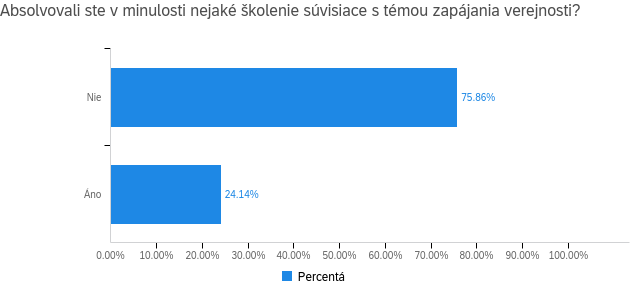 Absolvovali ste v minulosti nejaké školenie súvisiace s témou zapájania verejnosti?
Nie
75.86%
Áno
24.14%
0.00% 10.00% 20.00% 30.00% 40.00% 50.00% 60.00% 70.00% 80.00% 90.00% 100.00%
Percentá